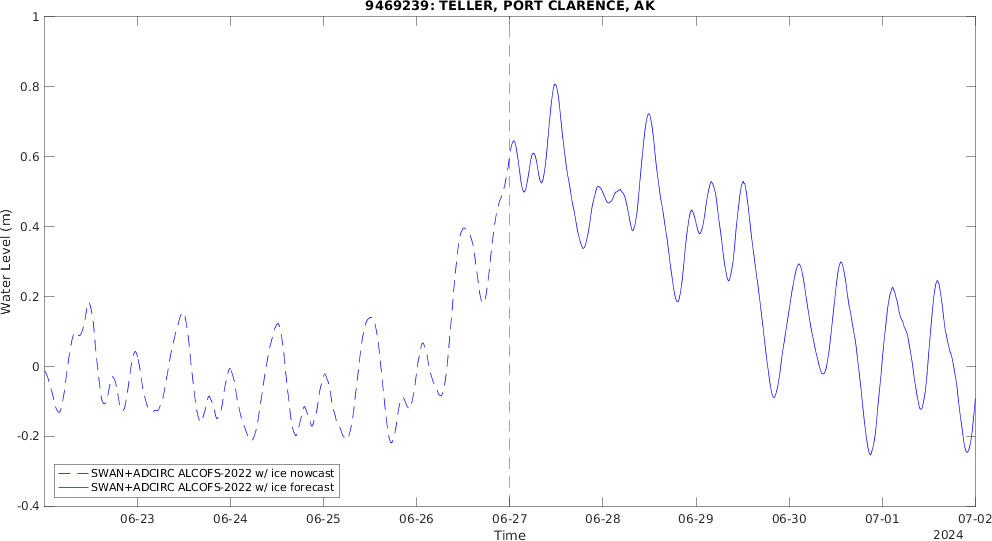 9469239: TELLER, PORT CLARENCE, AK
1
0.8
0.6
0.4
0.2
0
-0.2
-0.4
Water Level (m)
SWAN+ADCIRC ALCOFS-2022 w/ ice nowcast
SWAN+ADCIRC ALCOFS-2022 w/ ice forecast
06-23 06-24 06-25 06-26 06-27 06-28 06-29 06-30 07-01 07-02
Time
2024